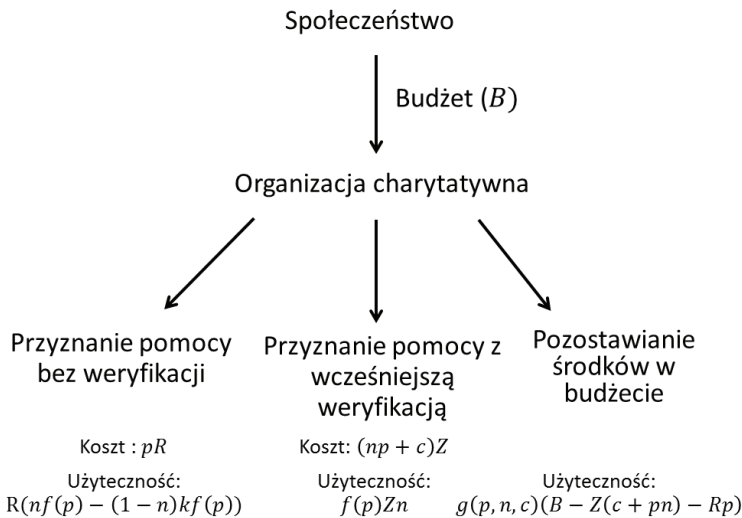 Społeczeństwo
Budżet (B)
Organizacja charytatywna
Przyznanie pomocy
bez weryfikacji
Koszt : pR
Użyteczność:
R(nf(p) − (1 − n)kf(p))
Przyznanie pomocy z
wcześniejszą
weryfikacją
Koszt: (np + c)Z
Użyteczność:
f(p)Zn
Pozostawianie
środków w
budżecie
Użyteczność:
g(p, n, c)(B − Z(c + pn) − Rp)